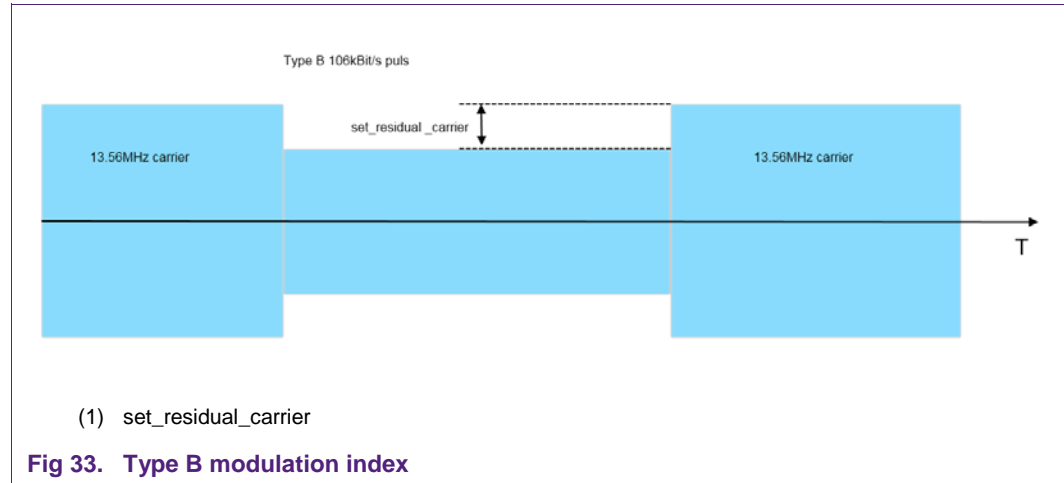 Type B 106kBit/s puls
set_residual _carrier
13.56MHz carrier
13.56MHz carrier
T
(1) set_residual_carrier
Fig 33. Type B modulation index